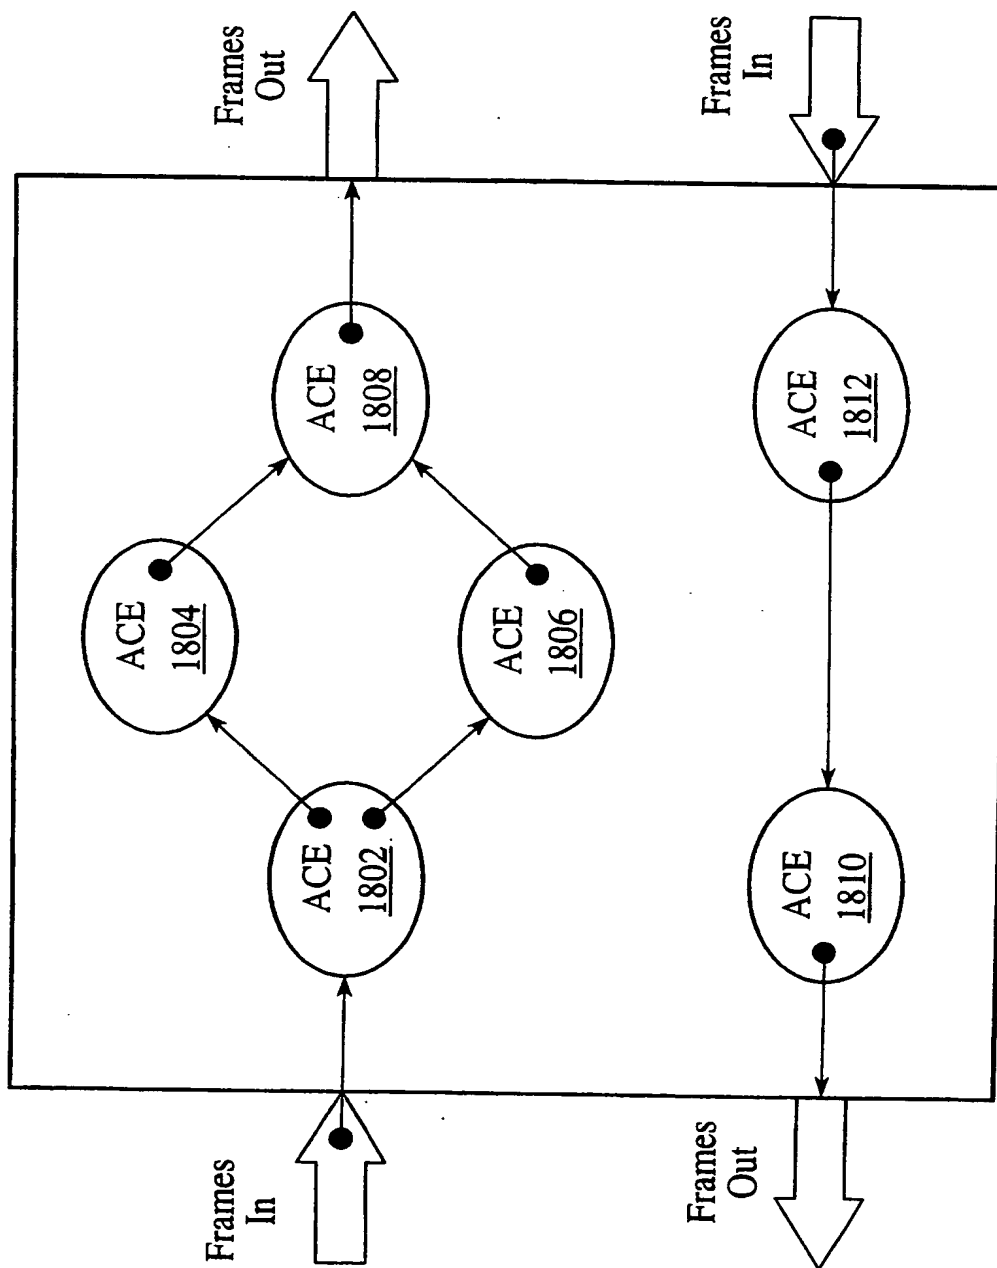 Frames
In
ACE
1802
ACE
1804
ACE
1806
ACE
1808
Frames
Out
Frames
In
ACE
1812
ACE
1810
Frames
Out